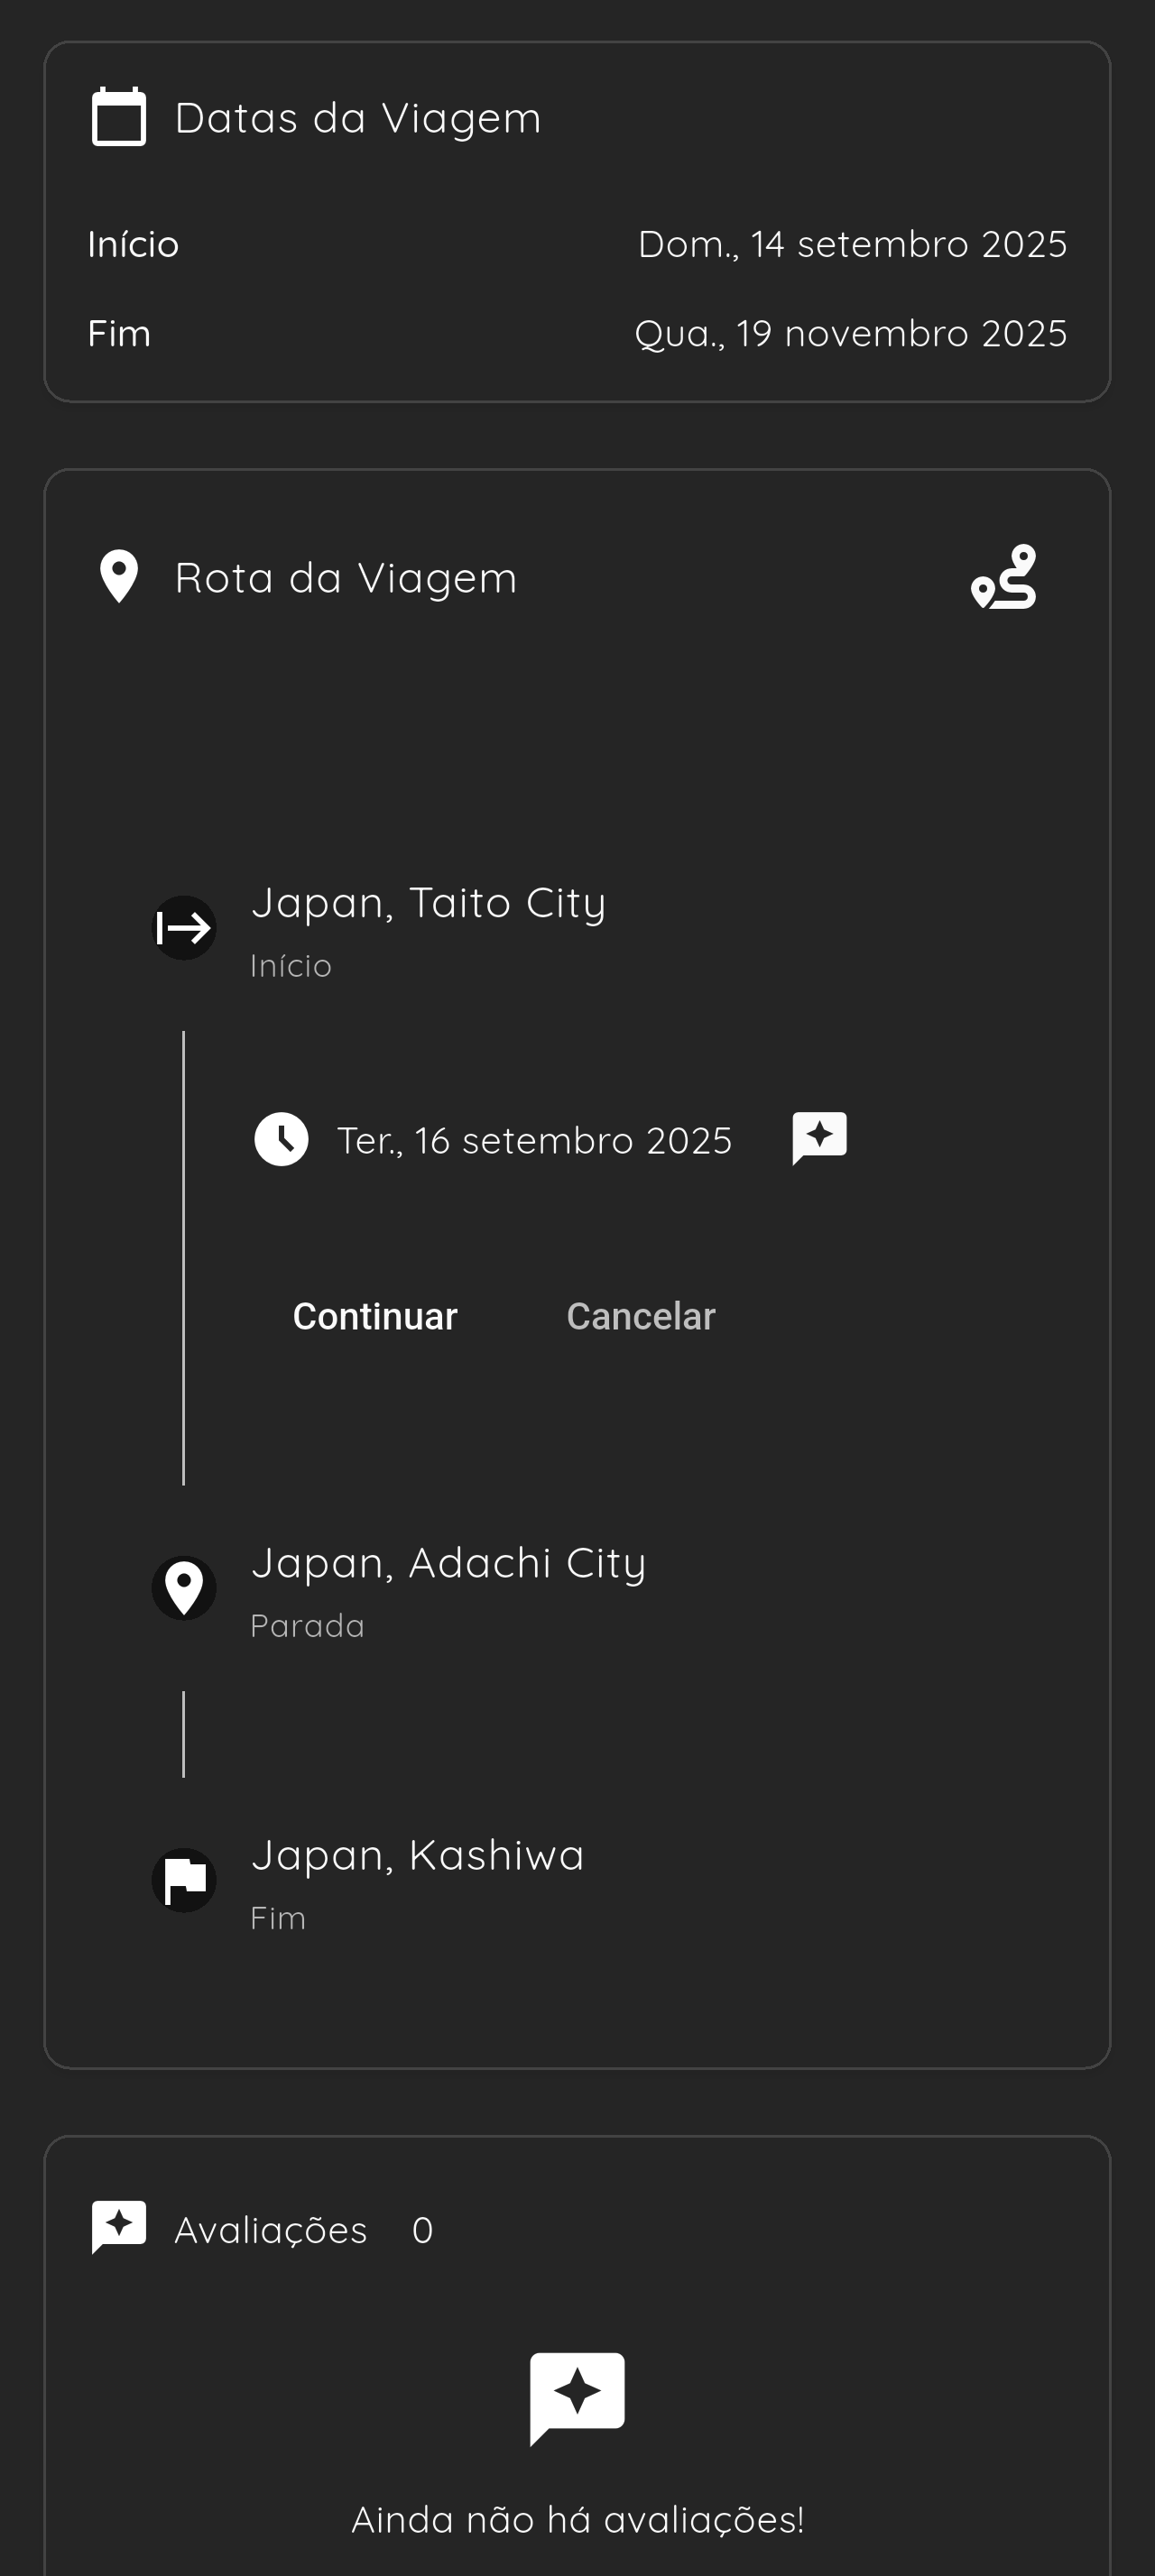 Datas da Viagem
Início Dom., 14 setembro 2025
Fim Qua., 19 novembro 2025
Rota da Viagem
Japan, Taito City
Início
Ter., 16 setembro 2025
Continuar Cancelar
Japan, Adachi City
Parada
Japan, Kashiwa
Fim
Avaliações 0
Ainda não há avaliações!